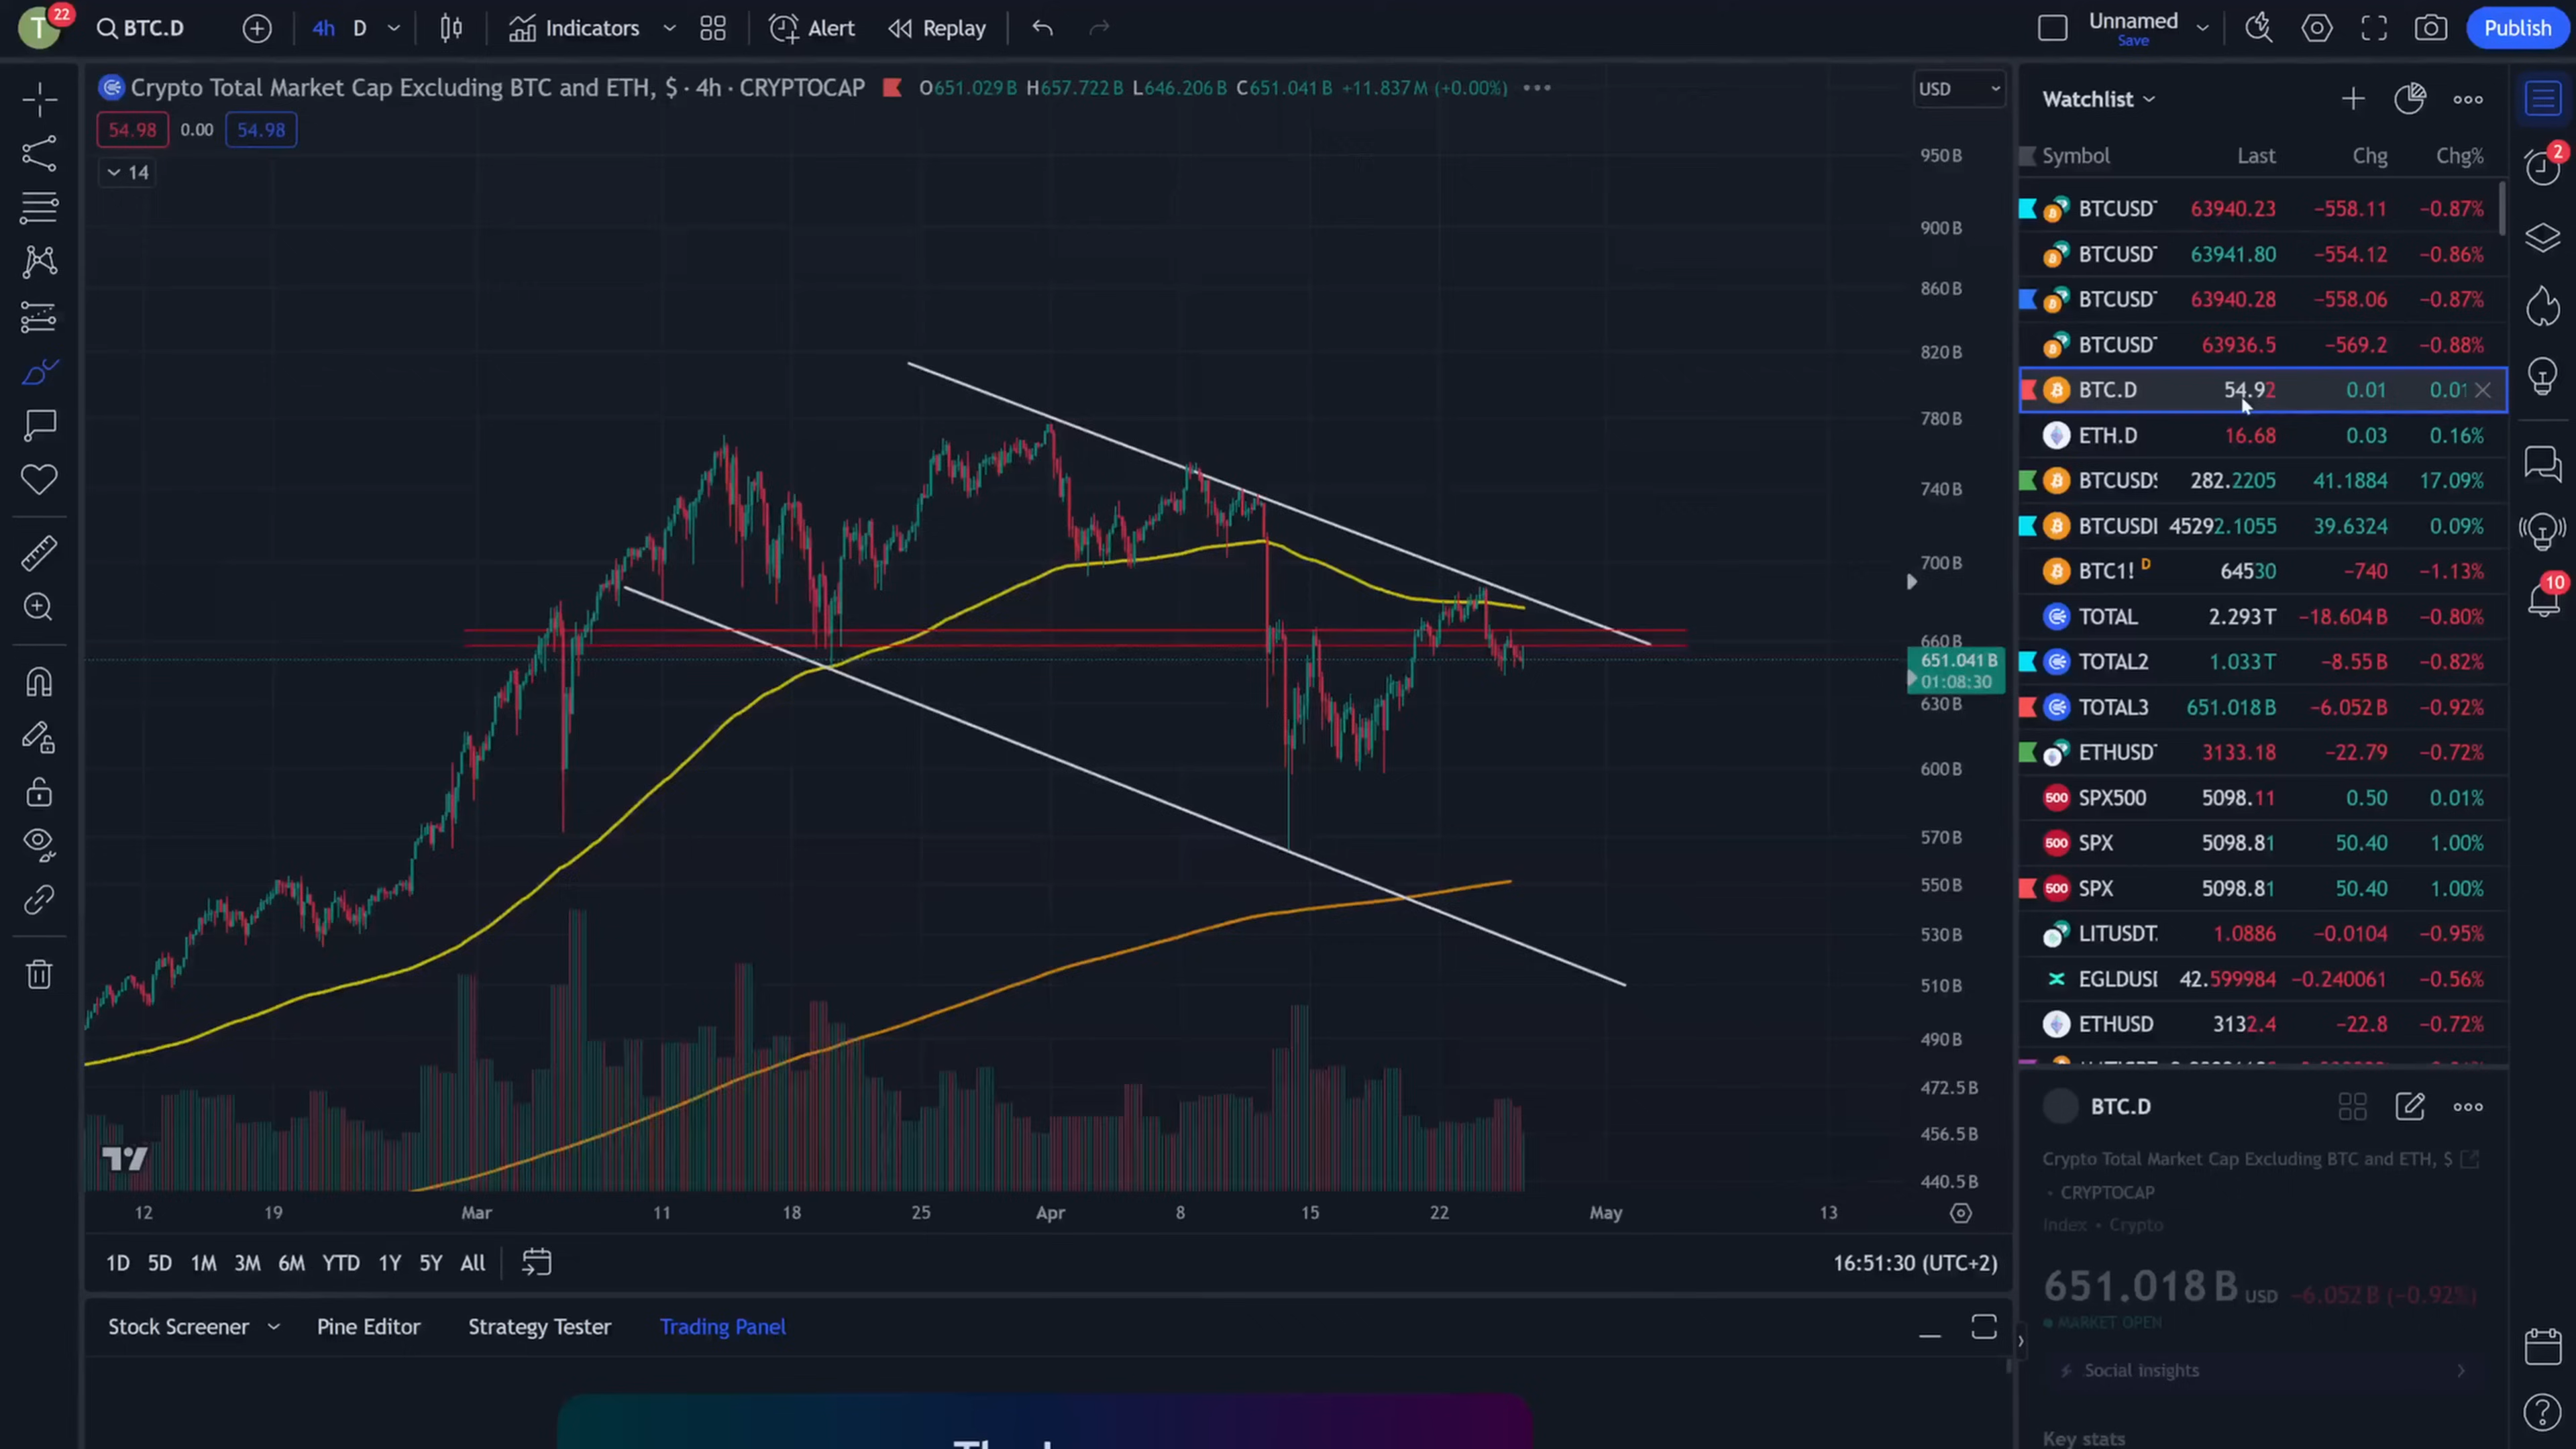 T 22 BTC.D 4h D Indicators Alert Replay Unnamed Save Publish
Crypto Total Market Cap Excluding BTC and ETH, $ · 4h · CRYPTOCAP O651.029 B H657.722 B L646.206 B C651.041 B +11.837 M (+0.00%)
54.98 0.00 54.98
14
USD
950 B
900 B
860 B
820 B
780 B
740 B
700 B
660 B
651.041 B
01:08:30
630 B
600 B
570 B
550 B
530 B
510 B
490 B
472.5 B
456.5 B
440.5 B
12 19 Mar 11 18 25 Apr 8 15 22 May 13
1D 5D 1M 3M 6M YTD 1Y 5Y All 16:51:30 (UTC+2)
Stock Screener Pine Editor Strategy Tester Trading Panel
Watchlist
Symbol Last Chg Chg%
BTCUSD 63940.23 −558.11 −0.87%
BTCUSD 63941.80 −554.12 −0.86%
BTCUSD 63940.28 −558.06 −0.87%
BTCUSD 63936.5 −569.2 −0.88%
BTC.D 54.92 0.01 0.01
ETH.D 16.68 0.03 0.16%
BTCUSD 282.2205 41.1884 17.09%
BTCUSD 45292.1055 39.6324 0.09%
BTC1! D 64530 −740 −1.13%
TOTAL 2.293 T −18.604 B −0.80%
TOTAL2 1.033 T −8.55 B −0.82%
TOTAL3 651.018 B −6.052 B −0.92%
ETHUSD 3133.18 −22.79 −0.72%
500 SPX500 5098.11 0.50 0.01%
500 SPX 5098.81 50.40 1.00%
500 SPX 5098.81 50.40 1.00%
LITUSDT. 1.0886 −0.0104 −0.95%
EGLDUS 42.599984 −0.240061 −0.56%
ETHUSD 3132.4 −22.8 −0.72%
BTC.D
Crypto Total Market Cap Excluding BTC and ETH, $
· CRYPTOCAP
Index · Crypto
651.018 B USD −6.052 B (−0.92%)
MARKET OPEN
Social insights
Key stats
2
10